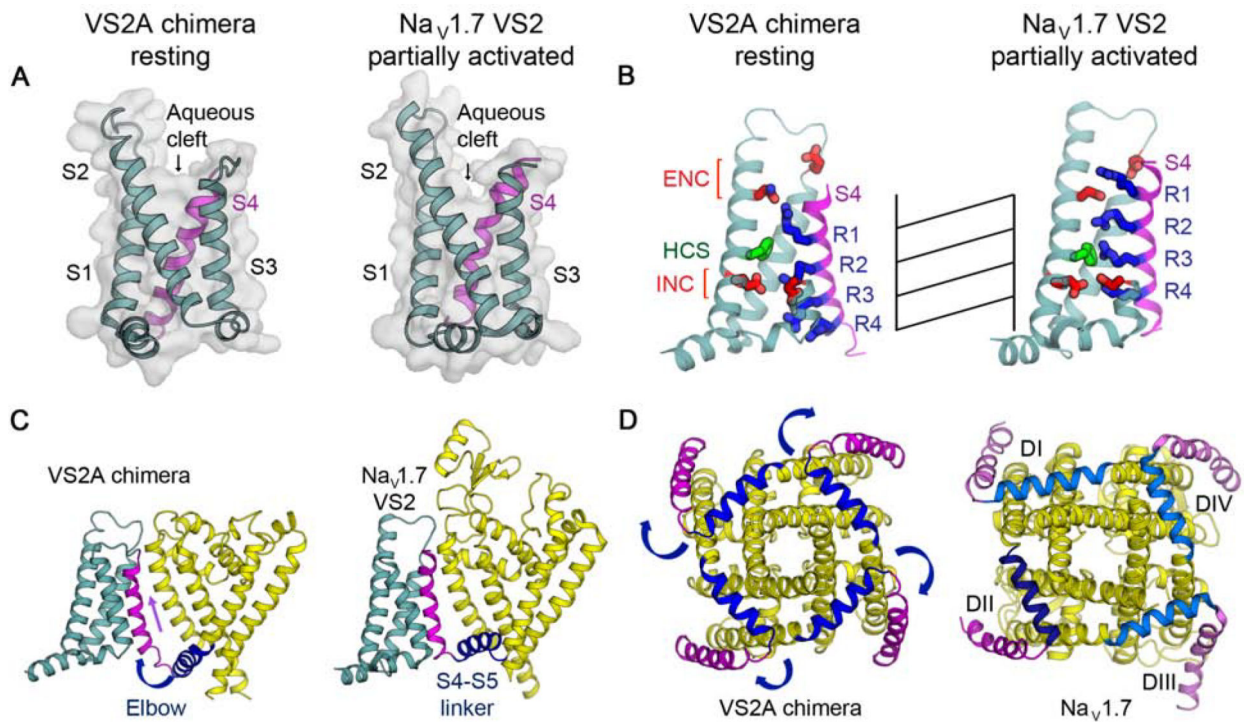 VS2A chimera
resting
NaV1.7 VS2
partially activated
A
Aqueous
cleft
S2
S4
S1
S3
Aqueous
cleft
S2
S4
S1
S3
VS2A chimera
resting
NaV1.7 VS2
partially activated
B
ENC
S4
R1
HCS
R2
INC
R3
R4
S4
R1
R2
R3
R4
C
VS2A chimera
Elbow
NaV1.7
VS2
S4-S5
linker
D
VS2A chimera
DI
DIV
DII
DIII
NaV1.7